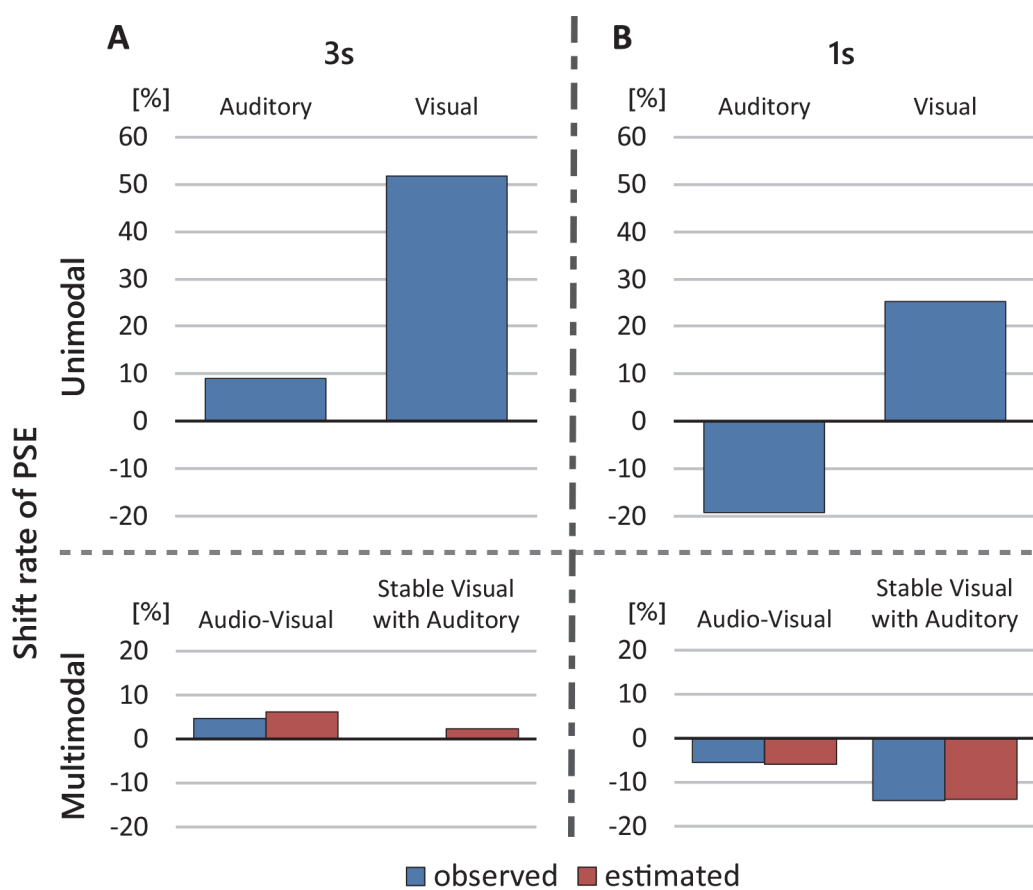 A
3s
[%]
Auditory
Visual
60
50
40
30
20
10
0
-10
-20
B
1s
[%]
Auditory
Visual
60
50
40
30
20
10
0
-10
-20
Shift rate of PSE
Unimodal
Multimodal
[%]
Audio-Visual
Stable Visual
with Auditory
20
10
0
-10
-20
[%]
Audio-Visual
Stable Visual
with Auditory
20
10
0
-10
-20
observed
estimated